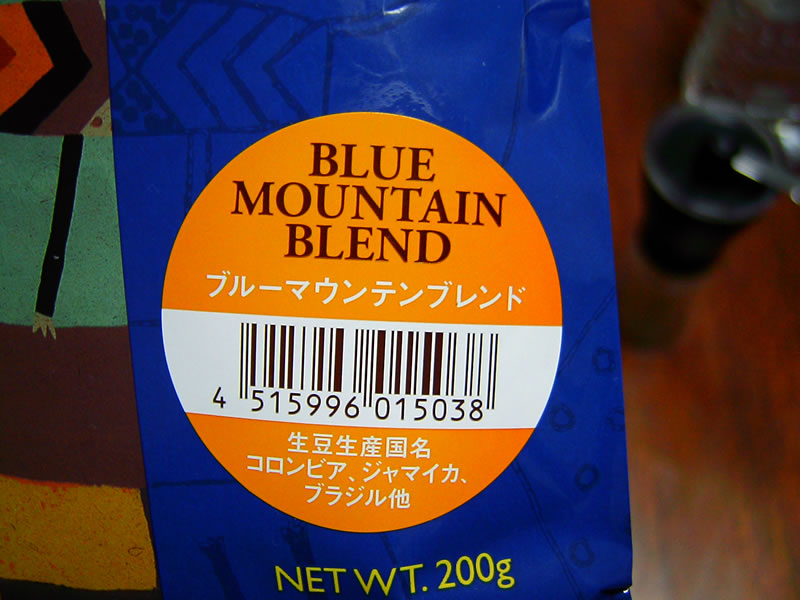 BLUE
MOUNTAIN
BLEND
ブルーマウンテンブレンド
4 515996 015038
生豆生産国名
コロンビア、ジャマイカ、
ブラジル他
NET WT. 200g